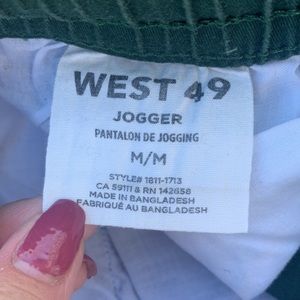 WEST 49
JOGGER
PANTALON DE JOGGING
M/M
STYLE# 1811-1713
CA 59111 & RN 142658
MADE IN BANGLADESH
FABRIQUÉ AU BANGLADESH